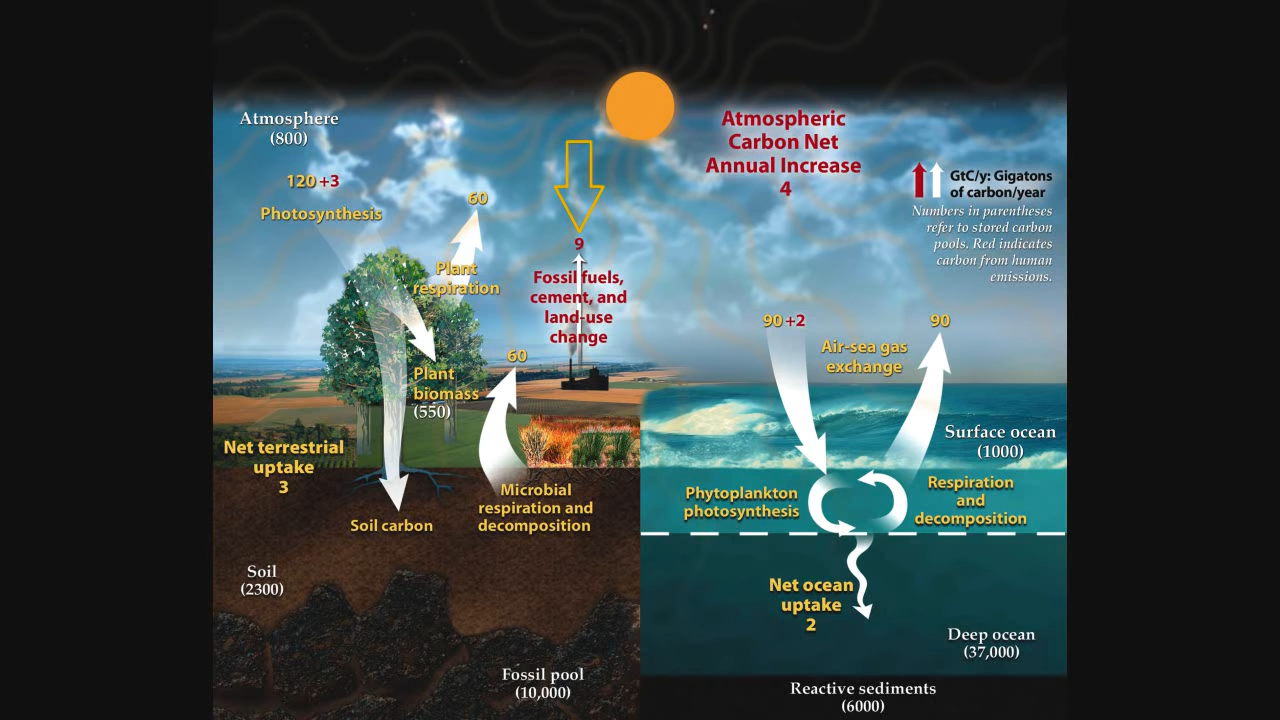 Atmosphere
(800)
120 +3
Photosynthesis
60
Plant
respiration
9
Fossil fuels,
cement, and
land-use
change
Atmospheric
Carbon Net
Annual Increase
4
GtC/y: Gigatons
of carbon/year
Numbers in parentheses
refer to stored carbon
pools. Red indicates
carbon from human
emissions.
60
Plant
biomass
(550)
90 +2
90
Air-sea gas
exchange
Net terrestrial
uptake
3
Surface ocean
(1000)
Soil carbon
Microbial
respiration and
decomposition
Phytoplankton
photosynthesis
Respiration
and
decomposition
Soil
(2300)
Net ocean
uptake
2
Deep ocean
(37,000)
Fossil pool
(10,000)
Reactive sediments
(6000)